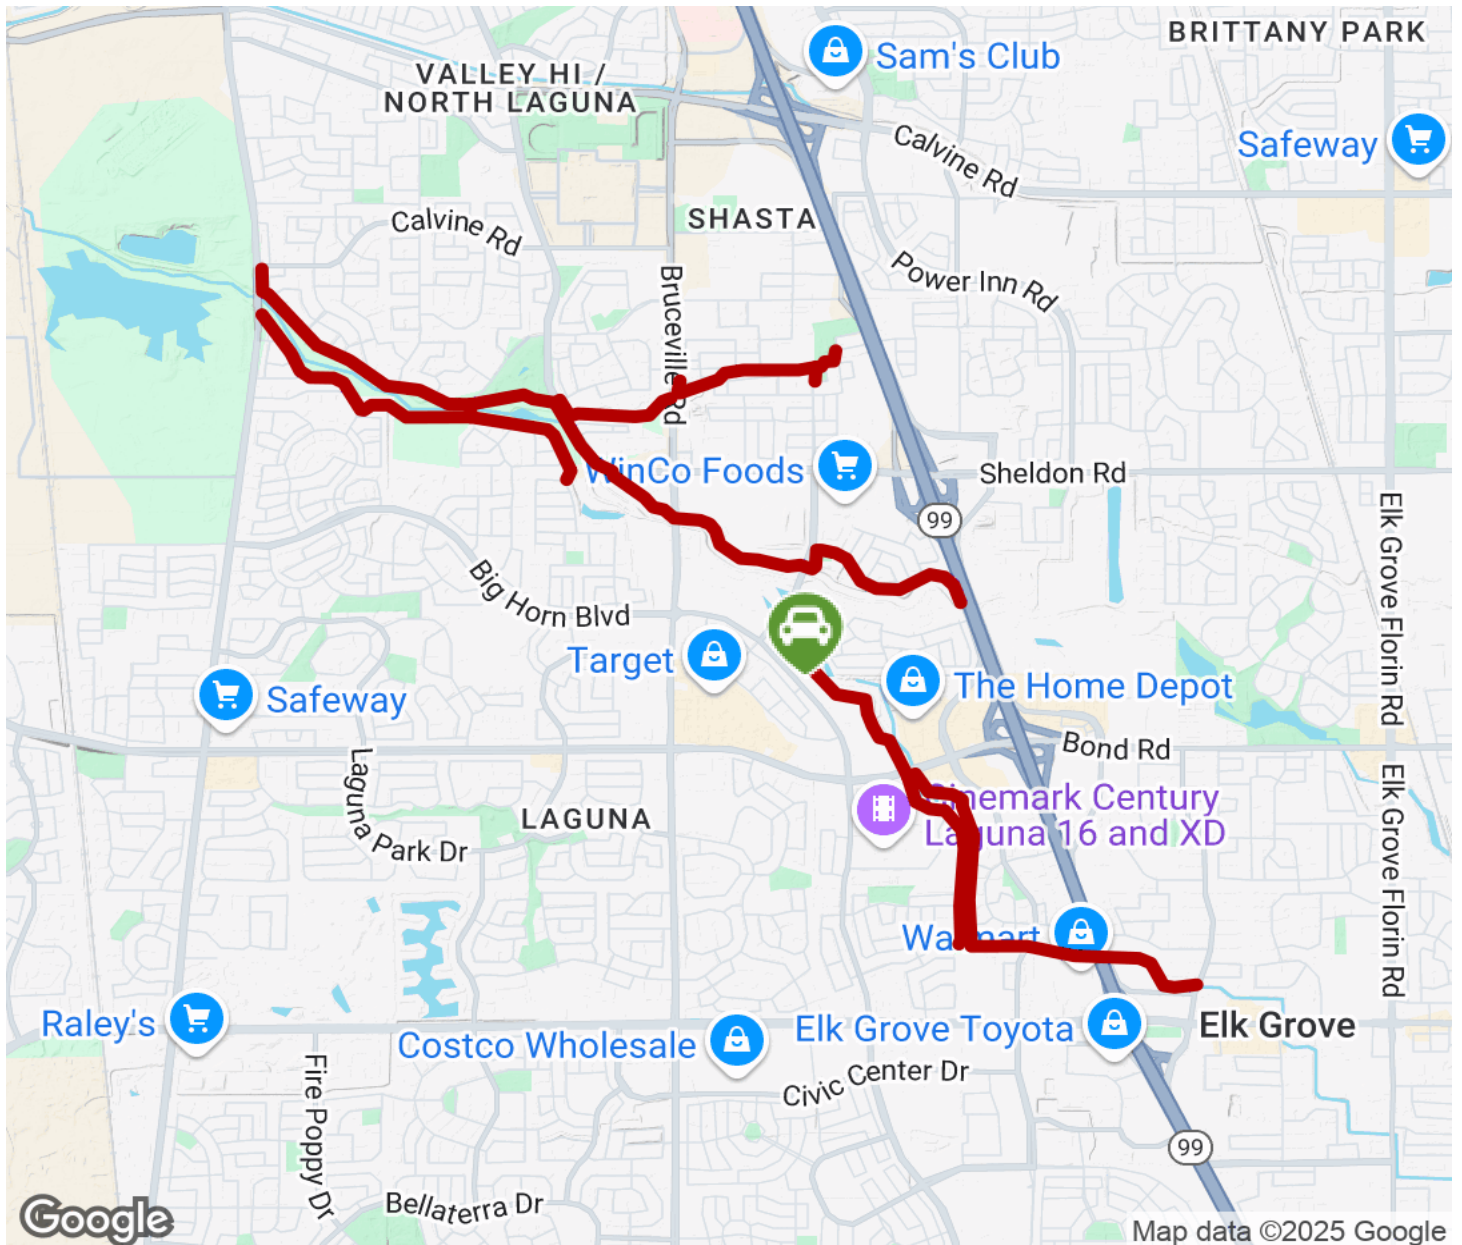 BRITTANY PARK
Sam's Club
VALLEY HI /
NORTH LAGUNA
Calvine Rd
Safeway
SHASTA
Calvine Rd
Power Inn Rd
Bruceville Rd
WinCo Foods
Sheldon Rd
99
Elk Grove Florin Rd
Big Horn Blvd
Target
The Home Depot
Safeway
Bond Rd
Laguna Park Dr
LAGUNA
Cinemark Century
Laguna 16 and XD
Elk Grove Florin Rd
Walmart
Raley's
Costco Wholesale
Elk Grove Toyota
Elk Grove
Civic Center Dr
Fire Poppy Dr
99
Bellaterra Dr
Google
Map data ©2025 Google